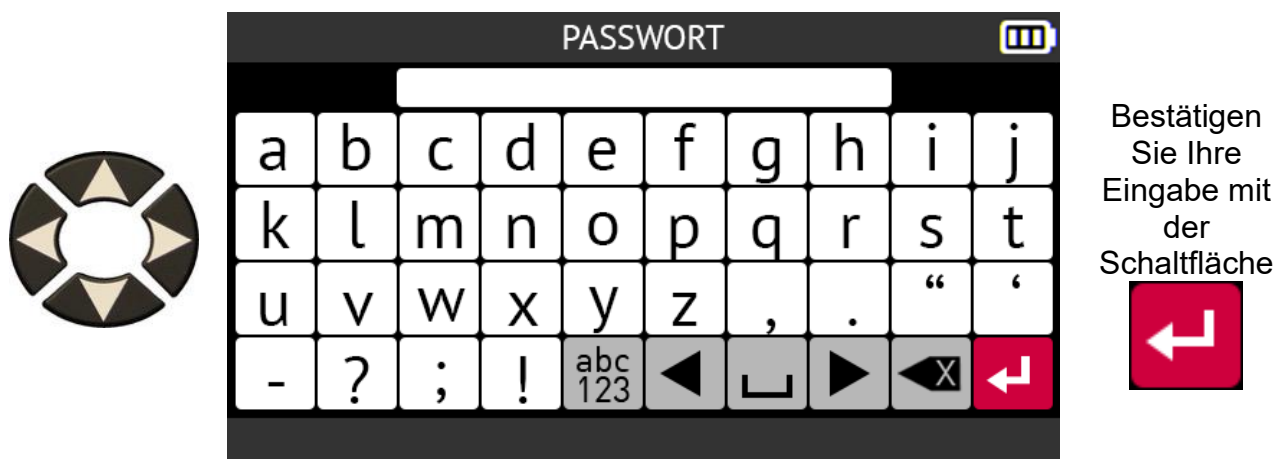 PASSWORT
a b c d e f g h i j
k l m n o p q r s t
u v w x y z , . “ ‘
- ? ; ! abc 123
X
Bestätigen
Sie Ihre
Eingabe mit
der
Schaltfläche